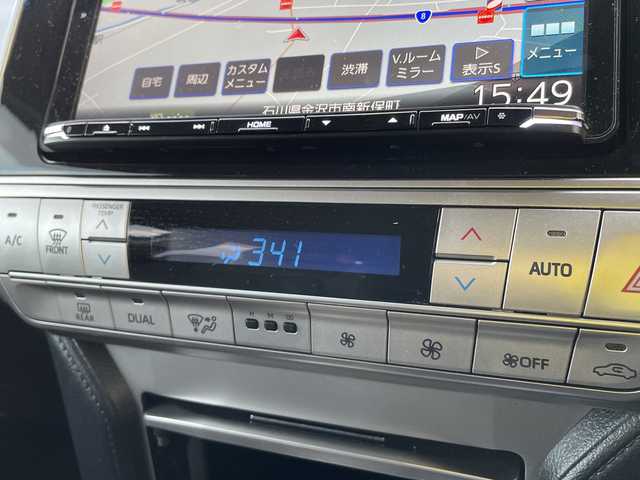 8
自宅 周辺 カスタムメニュー 渋滞 V.ルームミラー 表示S メニュー
石川県金沢市南新保町 15:49
HOME MAP/AV
PASSENGER TEMP
A/C FRONT 341 AUTO
REAR DUAL OFF